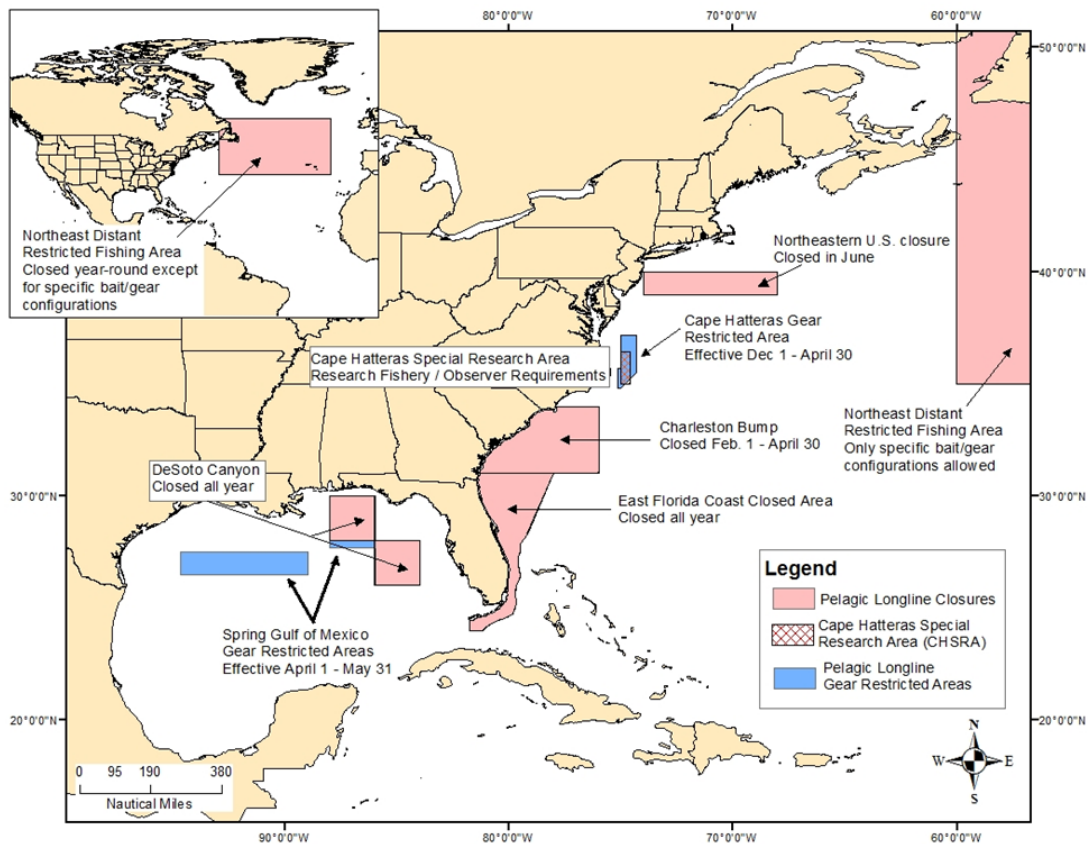 80°0'0"W
70°0'0"W
60°0'0"W
50°0'0"N
Northeast Distant
Restricted Fishing Area
Closed year-round except
for specific bait/gear
configurations
Northeastern U.S. closure
Closed in June
40°0'0"N
Cape Hatteras Gear
Restricted Area
Effective Dec 1 - April 30
Cape Hatteras Special Research Area
Research Fishery / Observer Requirements
Northeast Distant
Restricted Fishing Area
Only specific bait/gear
configurations allowed
Charleston Bump
Closed Feb. 1 - April 30
DeSoto Canyon
Closed all year
30°0'0"N
30°0'0"N
East Florida Coast Closed Area
Closed all year
Spring Gulf of Mexico
Gear Restricted Areas
Effective April 1 - May 31
Legend
Pelagic Longline Closures
Cape Hatteras Special
Research Area (CHSRA)
Pelagic Longline
Gear Restricted Areas
20°0'0"N
20°0'0"N
N
W
E
S
0 95 190 380
Nautical Miles
90°0'0"W
80°0'0"W
70°0'0"W
60°0'0"W